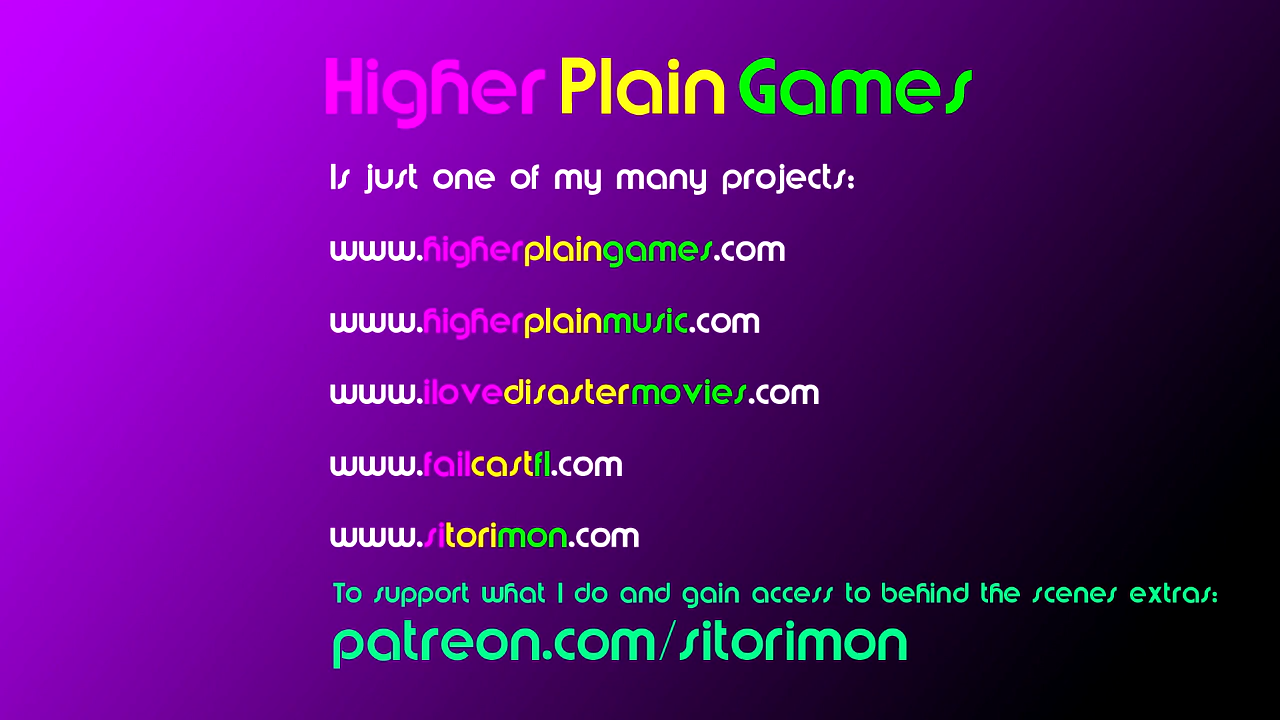 Higher Plain Games
Is just one of my many projects:
www.higherplaingames.com
www.higherplainmusic.com
www.ilovedisastermovies.com
www.failcastfl.com
www.sitorimon.com
To support what I do and gain access to behind the scenes extras:
patreon.com/sitorimon